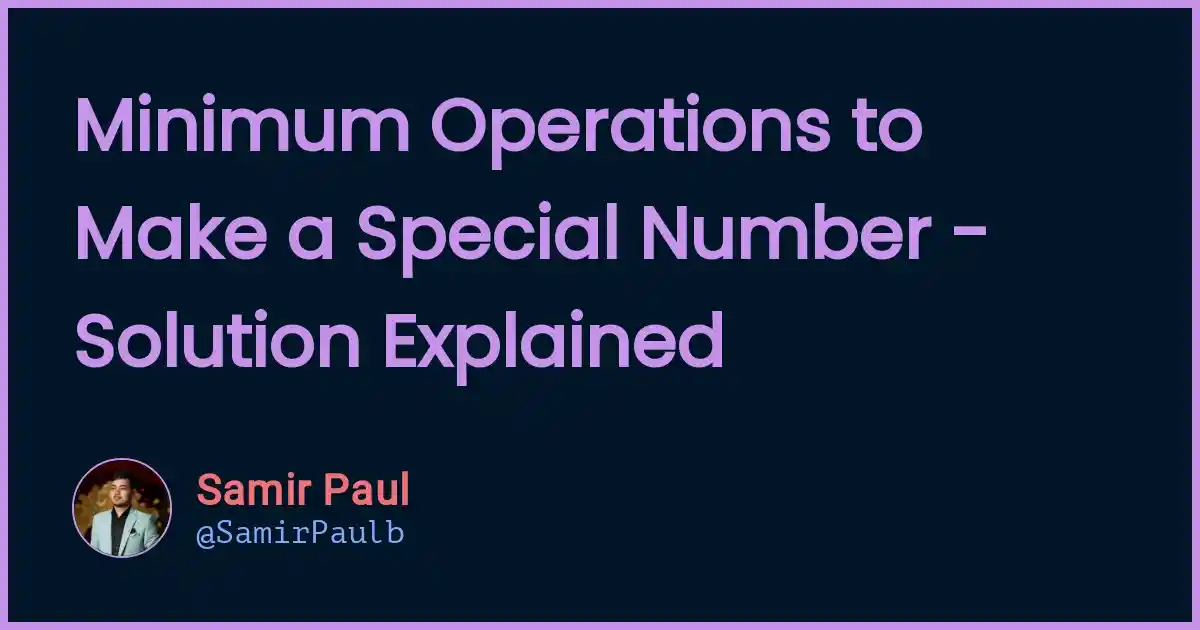 Minimum Operations to
Make a Special Number -
Solution Explained
Samir Paul
@SamirPaulb